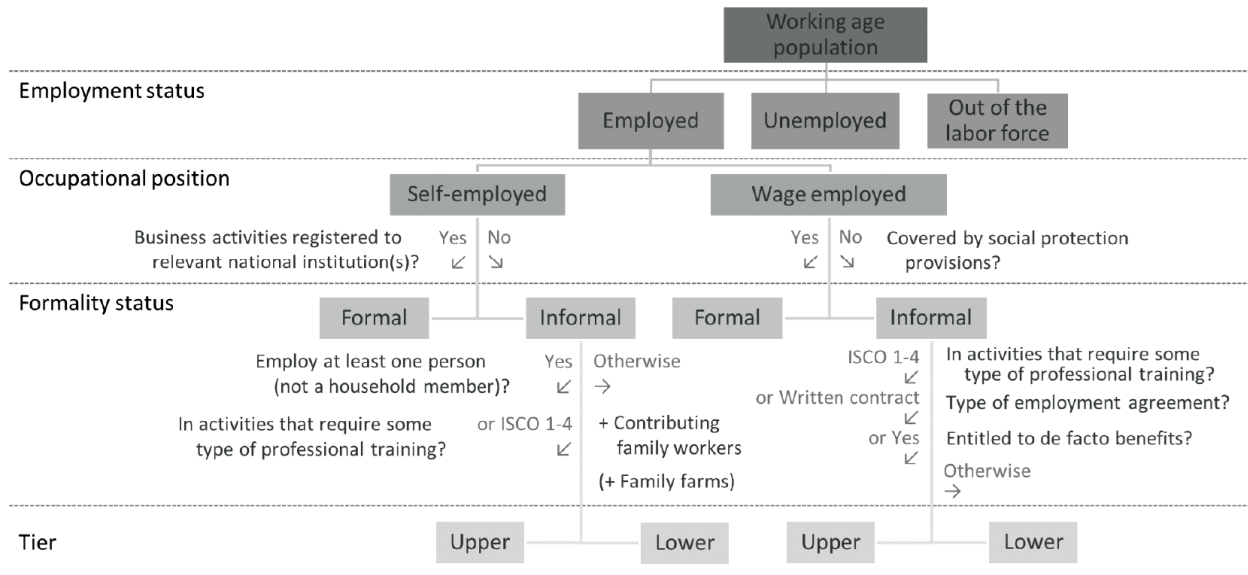 Working age
population
Employment status
Employed
Unemployed
Out of the
labor force
Occupational position
Self-employed
Wage employed
Business activities registered to
relevant national institution(s)?
Yes
No
Yes
No
Covered by social protection
provisions?
Formality status
Formal
Informal
Formal
Informal
Employ at least one person
(not a household member)?
Yes
Otherwise
In activities that require some
type of professional training?
or ISCO 1-4
+ Contributing
family workers
(+ Family farms)
ISCO 1-4
In activities that require some
type of professional training?
or Written contract
Type of employment agreement?
or Yes
Entitled to de facto benefits?
Otherwise
Tier
Upper
Lower
Upper
Lower